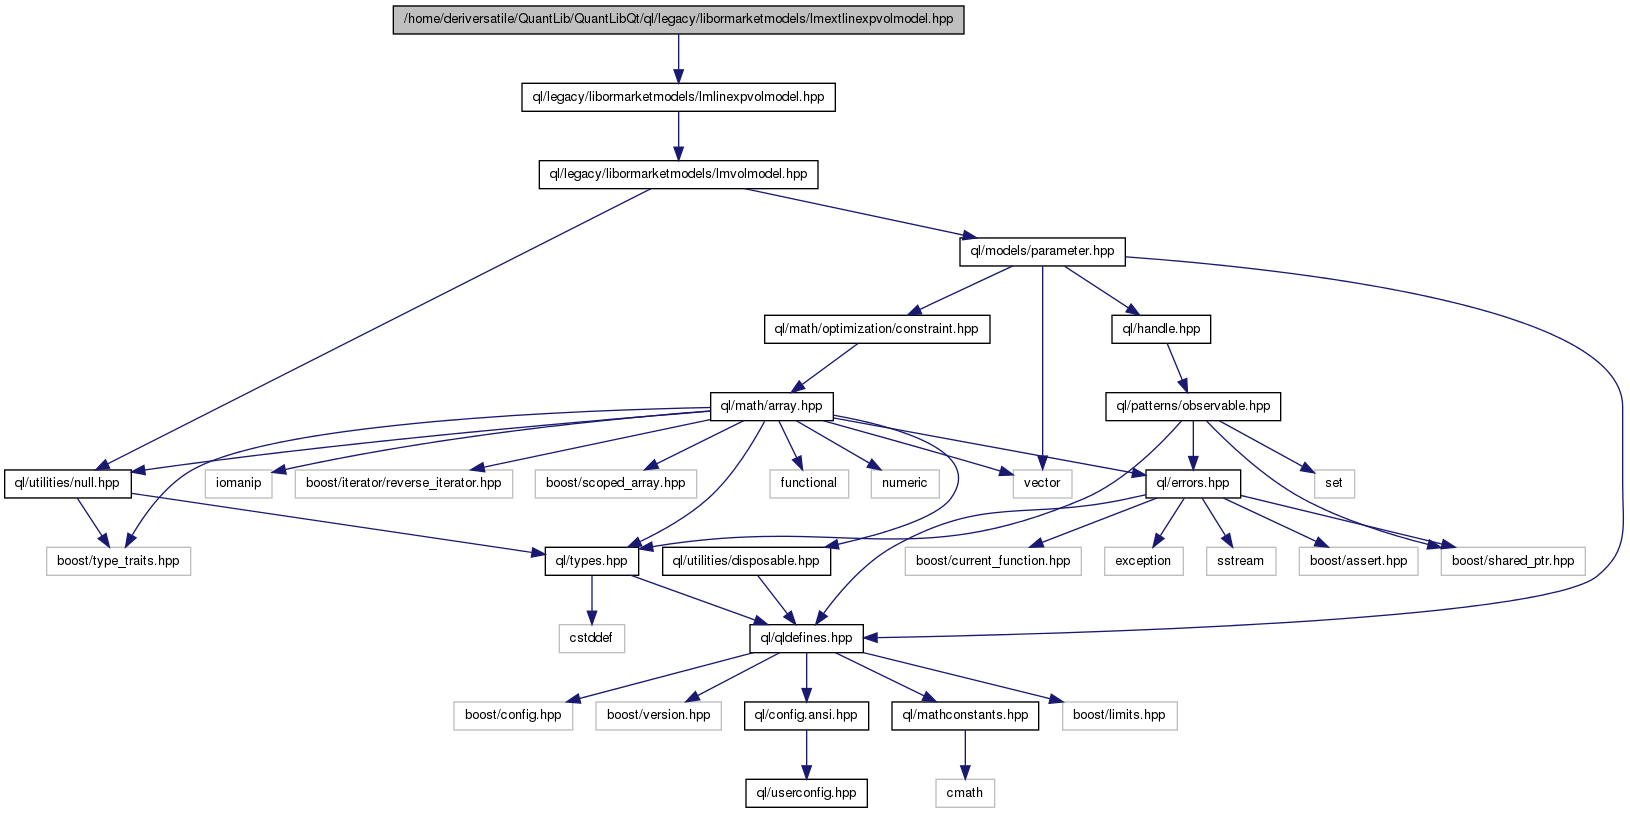 /home/deriversatile/QuantLib/QuantLibQt/ql/legacy/libormarketmodels/lmextlinexpvolmodel.hpp
ql/legacy/libormarketmodels/lmlinexpvolmodel.hpp
ql/legacy/libormarketmodels/lmvolmodel.hpp
ql/models/parameter.hpp
ql/math/optimization/constraint.hpp
ql/handle.hpp
ql/math/array.hpp
ql/patterns/observable.hpp
ql/utilities/null.hpp
iomanip
boost/iterator/reverse_iterator.hpp
boost/scoped_array.hpp
functional
numeric
vector
ql/errors.hpp
set
boost/type_traits.hpp
ql/types.hpp
ql/utilities/disposable.hpp
boost/current_function.hpp
exception
sstream
boost/assert.hpp
boost/shared_ptr.hpp
cstddef
ql/qldefines.hpp
boost/config.hpp
boost/version.hpp
ql/config.ansi.hpp
ql/mathconstants.hpp
boost/limits.hpp
ql/userconfig.hpp
cmath